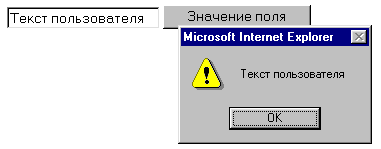 Текст пользователя
Значение поля
Microsoft Internet Explorer
Текст пользователя
OK